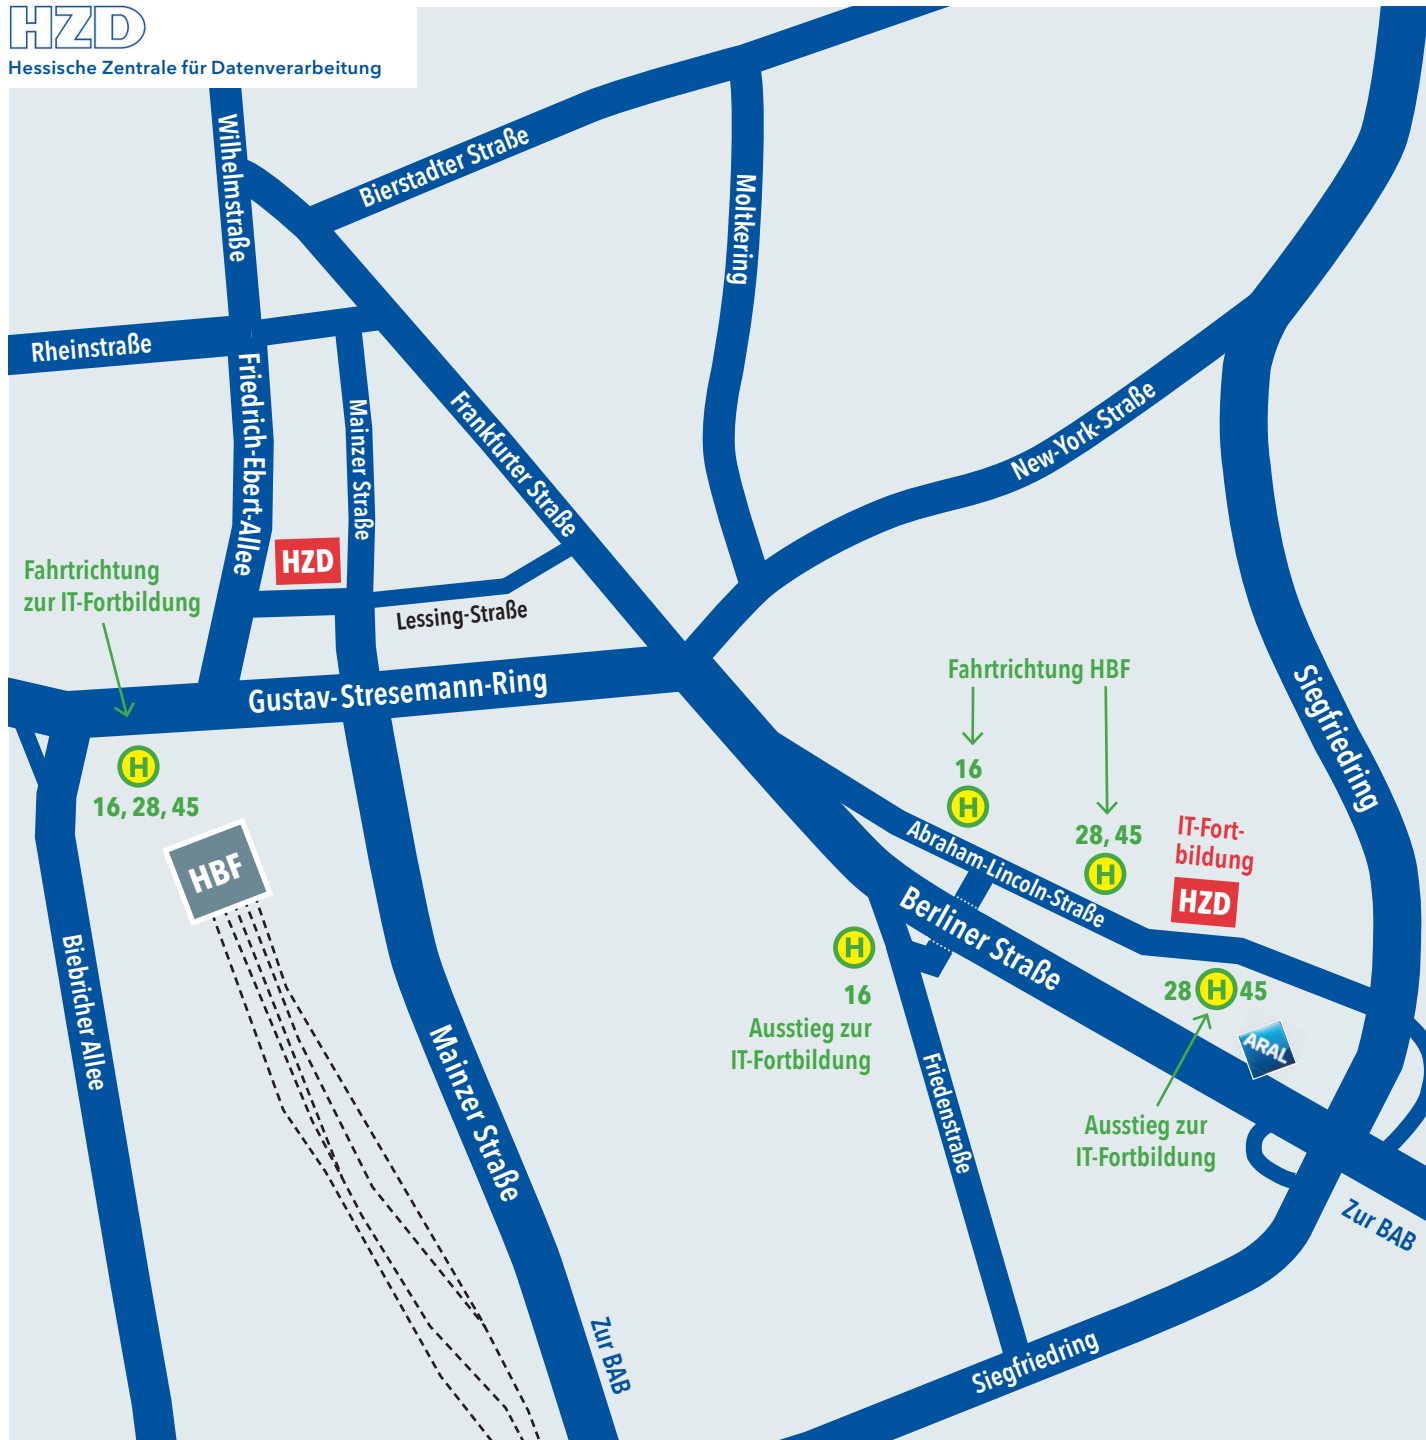 HZD
Hessische Zentrale für Datenverarbeitung
Wilhelmstraße
Bierstadter Straße
Moltkering
Rheinstraße
Friedrich-Ebert-Allee
Mainzer Straße
Frankfurter Straße
New-York-Straße
HZD
Fahrtrichtung
zur IT-Fortbildung
Lessing-Straße
Gustav-Stresemann-Ring
Fahrtrichtung HBF
Siegfriedring
H
16, 28, 45
16
H
28, 45
H
IT-Fort-
bildung
HZD
Abraham-Lincoln-Straße
HBF
Berliner Straße
H
16
Ausstieg zur
IT-Fortbildung
28 H 45
ARAL
Biebricher Allee
Mainzer Straße
Friedenstraße
Ausstieg zur
IT-Fortbildung
Zur BAB
Zur BAB
Siegfriedring